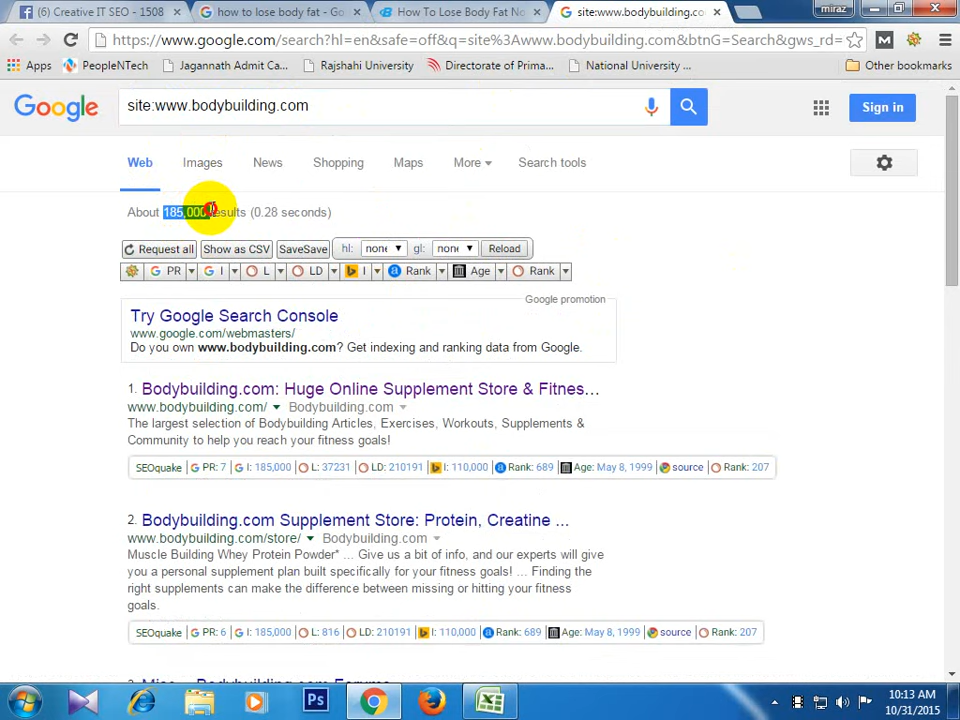 (6) Creative IT SEO - 1508
how to lose body fat - Go
How To Lose Body Fat No
site:www.bodybuilding.co
miraz
https://www.google.com/search?hl=en&safe=off&q=site%3Awww.bodybuilding.com&btnG=Search&gws_rd=
Apps
PeopleNTech
Jagannath Admit Ca...
Rajshahi University
Directorate of Prima...
National University ...
Other bookmarks
Google
site:www.bodybuilding.com
Sign in
Web
Images
News
Shopping
Maps
More
Search tools
About 185,000 results (0.28 seconds)
Request all
Show as CSV
SaveSave
hl: none
gl: none
Reload
PR
I
L
LD
I
Rank
Age
Rank
Google promotion
Try Google Search Console
www.google.com/webmasters/
Do you own www.bodybuilding.com? Get indexing and ranking data from Google.
1. Bodybuilding.com: Huge Online Supplement Store & Fitnes...
www.bodybuilding.com/ Bodybuilding.com
The largest selection of Bodybuilding Articles, Exercises, Workouts, Supplements &
Community to help you reach your fitness goals!
SEOquake PR: 7 I: 185,000 L: 37231 LD: 210191 I: 110,000 Rank: 689 Age: May 8, 1999 source Rank: 207
2. Bodybuilding.com Supplement Store: Protein, Creatine ...
www.bodybuilding.com/store/ Bodybuilding.com
Muscle Building Whey Protein Powder* ... Give us a bit of info, and our experts will give
you a personal supplement plan built specifically for your fitness goals! ... Finding the
right supplements can make the difference between missing or hitting your fitness
goals.
SEOquake PR: 6 I: 185,000 L: 816 LD: 210191 I: 110,000 Rank: 689 Age: May 8, 1999 source Rank: 207
Ps
10:13 AM
10/31/2015